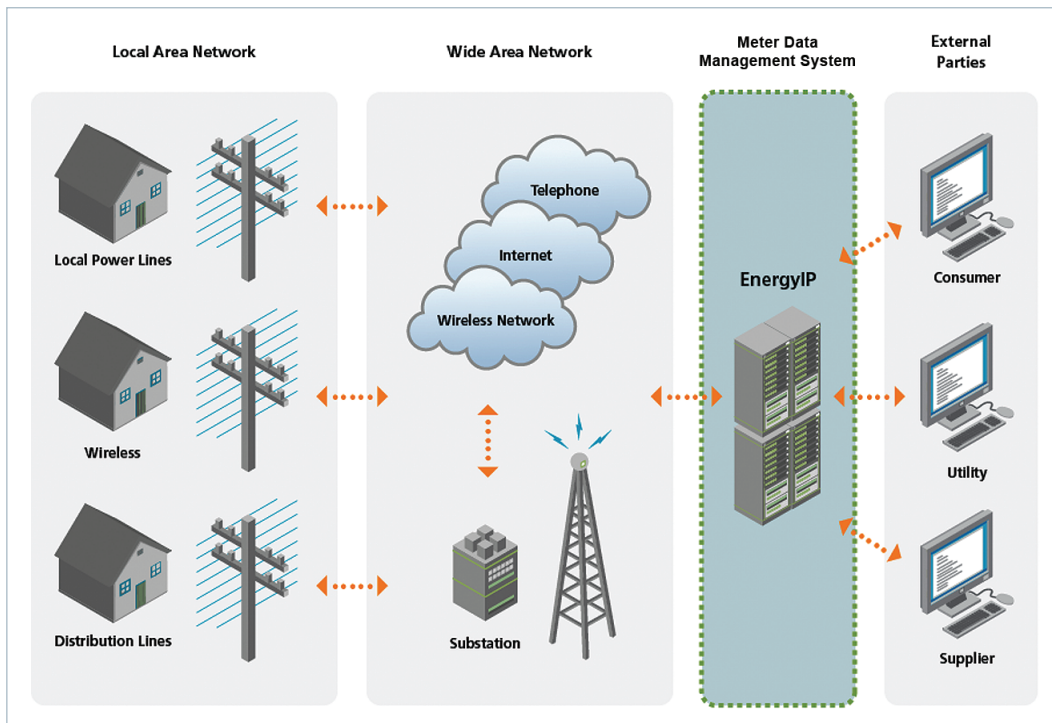 Local Area Network
Wide Area Network
Meter Data
Management System
External
Parties
Local Power Lines
Wireless
Distribution Lines
Telephone
Internet
Wireless Network
Substation
EnergyIP
Consumer
Utility
Supplier